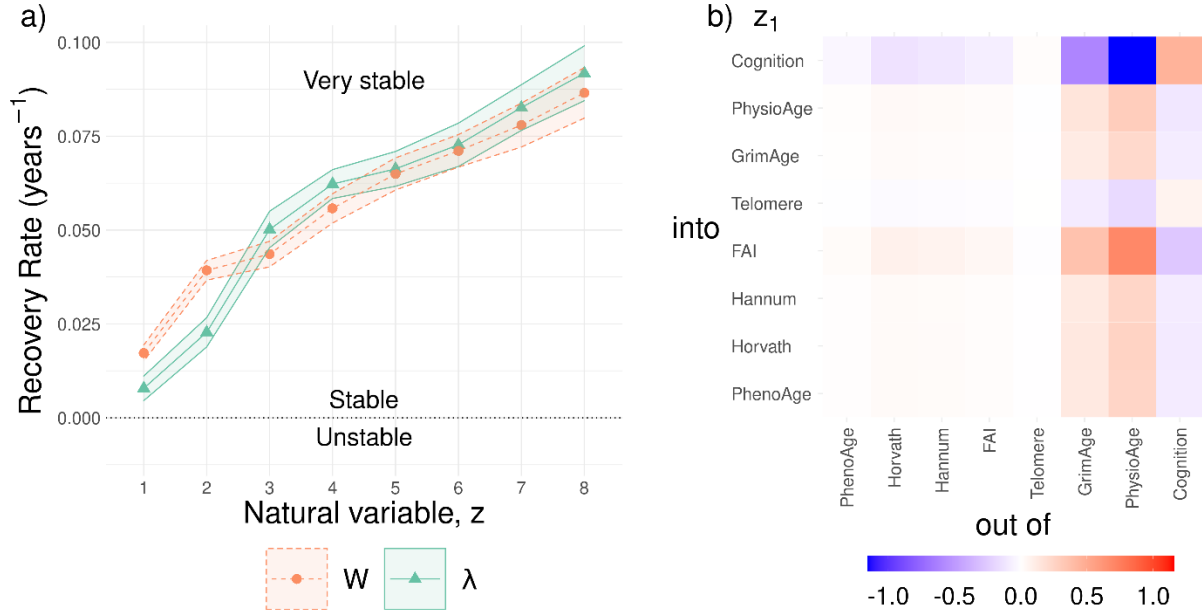 a)
0.100
0.075
0.050
0.025
0.000
Recovery Rate (years⁻¹)
Very stable
Stable
Unstable
1 2 3 4 5 6 7 8
Natural variable, z
W λ
b) z₁
Cognition
PhysioAge
GrimAge
Telomere
FAI
Hannum
Horvath
PhenoAge
into
PhenoAge
Horvath
Hannum
FAI
Telomere
GrimAge
PhysioAge
Cognition
out of
-1.0 -0.5 0.0 0.5 1.0